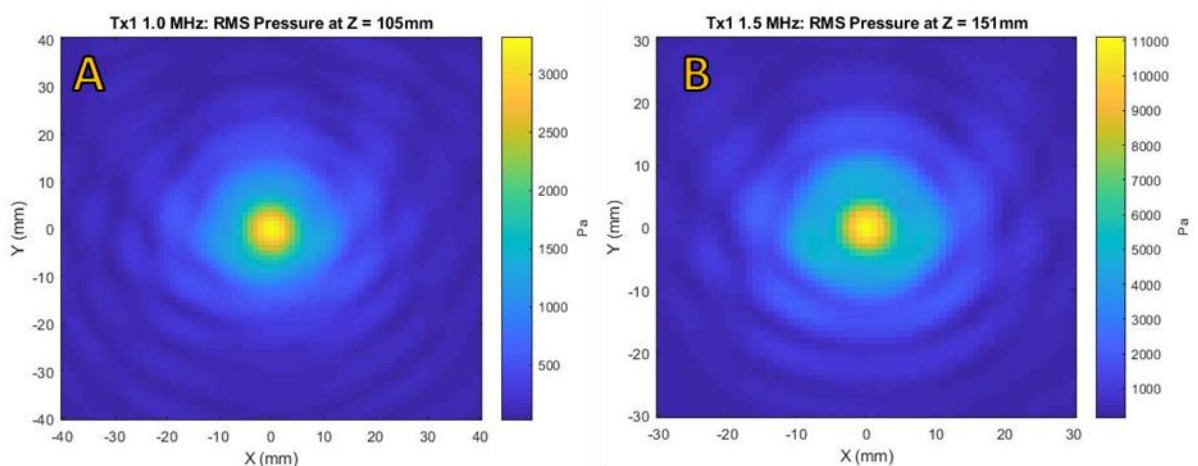 Tx1 1.0 MHz: RMS Pressure at Z = 105mm
A
40
30
20
10
0
-10
-20
-30
-40
Y (mm)
-40 -30 -20 -10 0 10 20 30 40
X (mm)
3000
2500
2000
1500
1000
500
Pa
Tx1 1.5 MHz: RMS Pressure at Z = 151mm
B
30
20
10
0
-10
-20
-30
Y (mm)
-30 -20 -10 0 10 20 30
X (mm)
11000
10000
9000
8000
7000
6000
5000
4000
3000
2000
1000
Pa